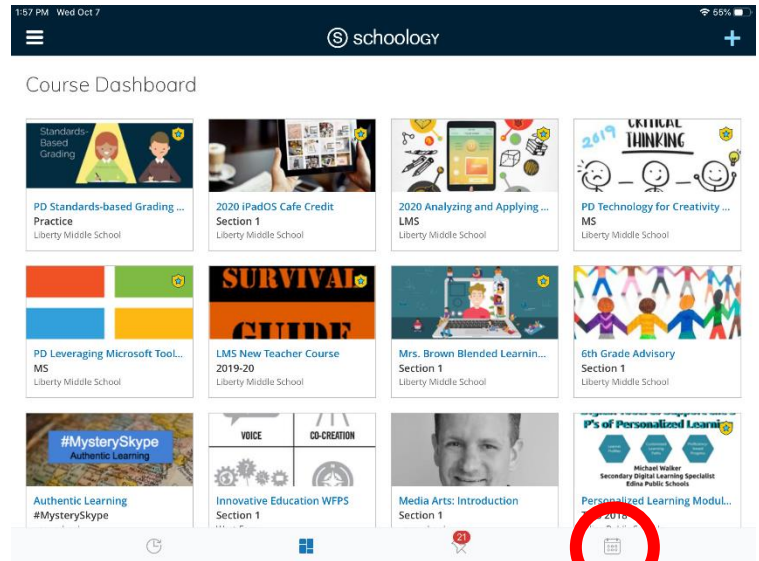 1:57 PM Wed Oct 7
55%
schoology
Course Dashboard
Standards-
Based
Grading
PD Standards-based Grading ...
Practice
Liberty Middle School
2020 iPadOS Cafe Credit
Section 1
Liberty Middle School
2020 Analyzing and Applying ...
LMS
Liberty Middle School
2019
CRITICAL
THINKING
PD Technology for Creativity ...
MS
Liberty Middle School
PD Leveraging Microsoft Tool...
MS
Liberty Middle School
SURVIVAL
GUIDE
LMS New Teacher Course
2019-20
Liberty Middle School
Mrs. Brown Blended Learnin...
Section 1
Liberty Middle School
6th Grade Advisory
Section 1
Liberty Middle School
#MysterySkype
Authentic Learning
Authentic Learning
#MysterySkype
VOICE
CO-CREATION
Innovative Education WFPS
Section 1
Media Arts: Introduction
Section 1
P's of Personalized Learning
Michael Walker
Secondary Digital Learning Specialist
Edina Public Schools
Personalized Learning Modul...
21